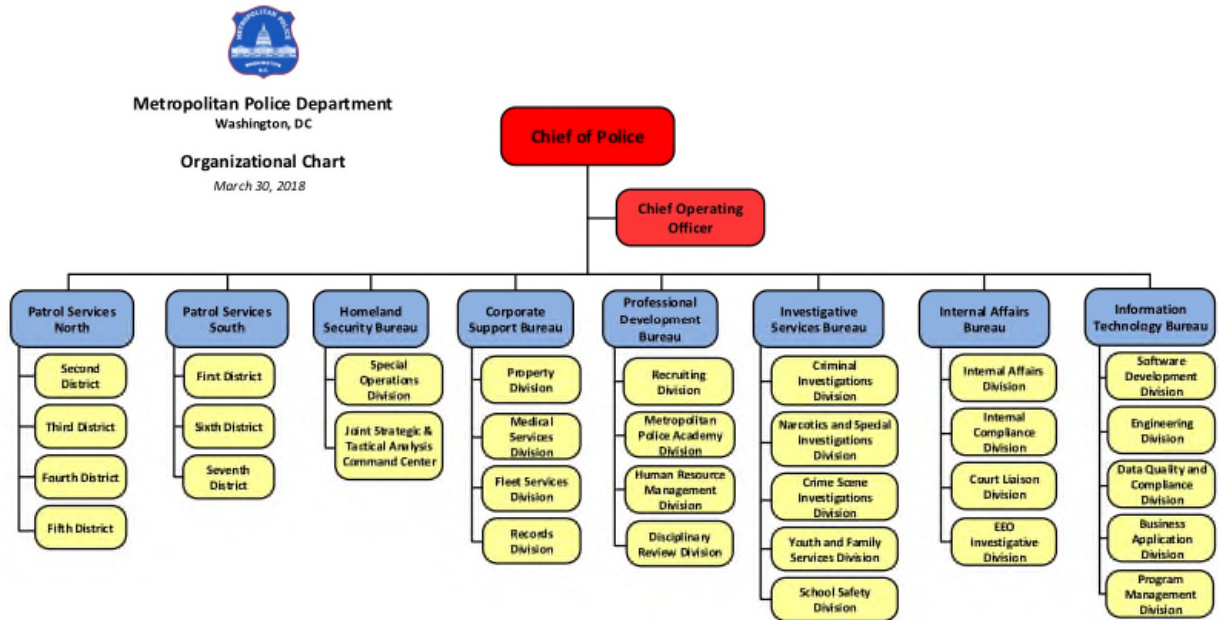 METROPOLITAN POLICE
WASHINGTON
D.C.
Metropolitan Police Department
Washington, DC
Organizational Chart
March 30, 2018
Chief of Police
Chief Operating
Officer
Patrol Services
North
Second
District
Third District
Fourth District
Fifth District
Patrol Services
South
First District
Sixth District
Seventh
District
Homeland
Security Bureau
Special
Operations
Division
Joint Strategic &
Tactical Analysis
Command Center
Corporate
Support Bureau
Property
Division
Medical
Services
Division
Fleet Services
Division
Records
Division
Professional
Development
Bureau
Recruiting
Division
Metropolitan
Police Academy
Division
Human Resource
Management
Division
Disciplinary
Review Division
Investigative
Services Bureau
Criminal
Investigations
Division
Narcotics and Special
Investigations
Division
Crime Scene
Investigations
Division
Youth and Family
Services Division
School Safety
Division
Internal Affairs
Bureau
Internal Affairs
Division
Internal
Compliance
Division
Court Liaison
Division
EEO
Investigative
Division
Information
Technology Bureau
Software
Development
Division
Engineering
Division
Data Quality and
Compliance
Division
Business
Application
Division
Program
Management
Division